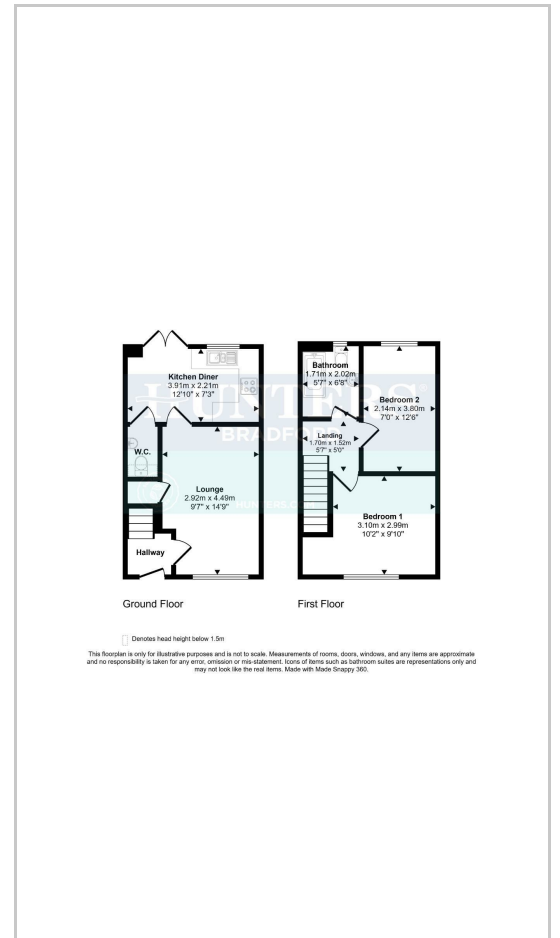 Kitchen Diner
3.91m x 2.21m
12'10" x 7'3"
W.C.
Lounge
2.92m x 4.49m
9'7" x 14'9"
Hallway
Bathroom
1.71m x 2.02m
5'7" x 6'8"
Bedroom 2
2.14m x 3.80m
7'0" x 12'6"
Landing
1.70m x 1.52m
5'7" x 5'0"
Bedroom 1
3.10m x 2.99m
10'2" x 9'10"
HUNTERS
BRADFORD
Ground Floor
First Floor
Denotes head height below 1.5m
This floorplan is only for illustrative purposes and is not to scale. Measurements of rooms, doors, windows, and any items are approximate
and no responsibility is taken for any error, omission or mis-statement. Icons of items such as bathroom suites are representations only and
may not look like the real items. Made with Made Snappy 360.